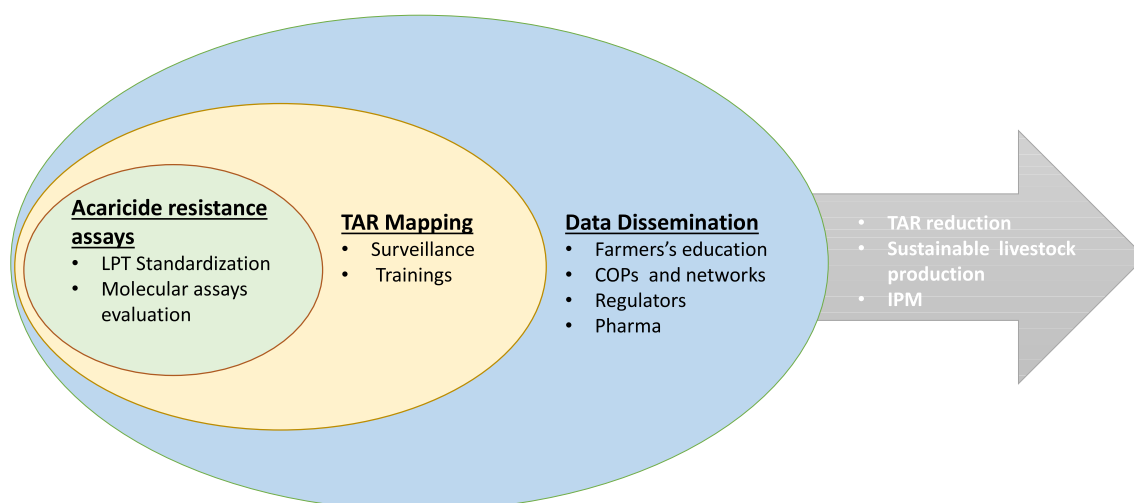 Acaricide resistance
assays
• LPT Standardization
• Molecular assays
evaluation
TAR Mapping
• Surveillance
• Trainings
Data Dissemination
• Farmers’s education
• COPs and networks
• Regulators
• Pharma
• TAR reduction
• Sustainable livestock
production
• IPM